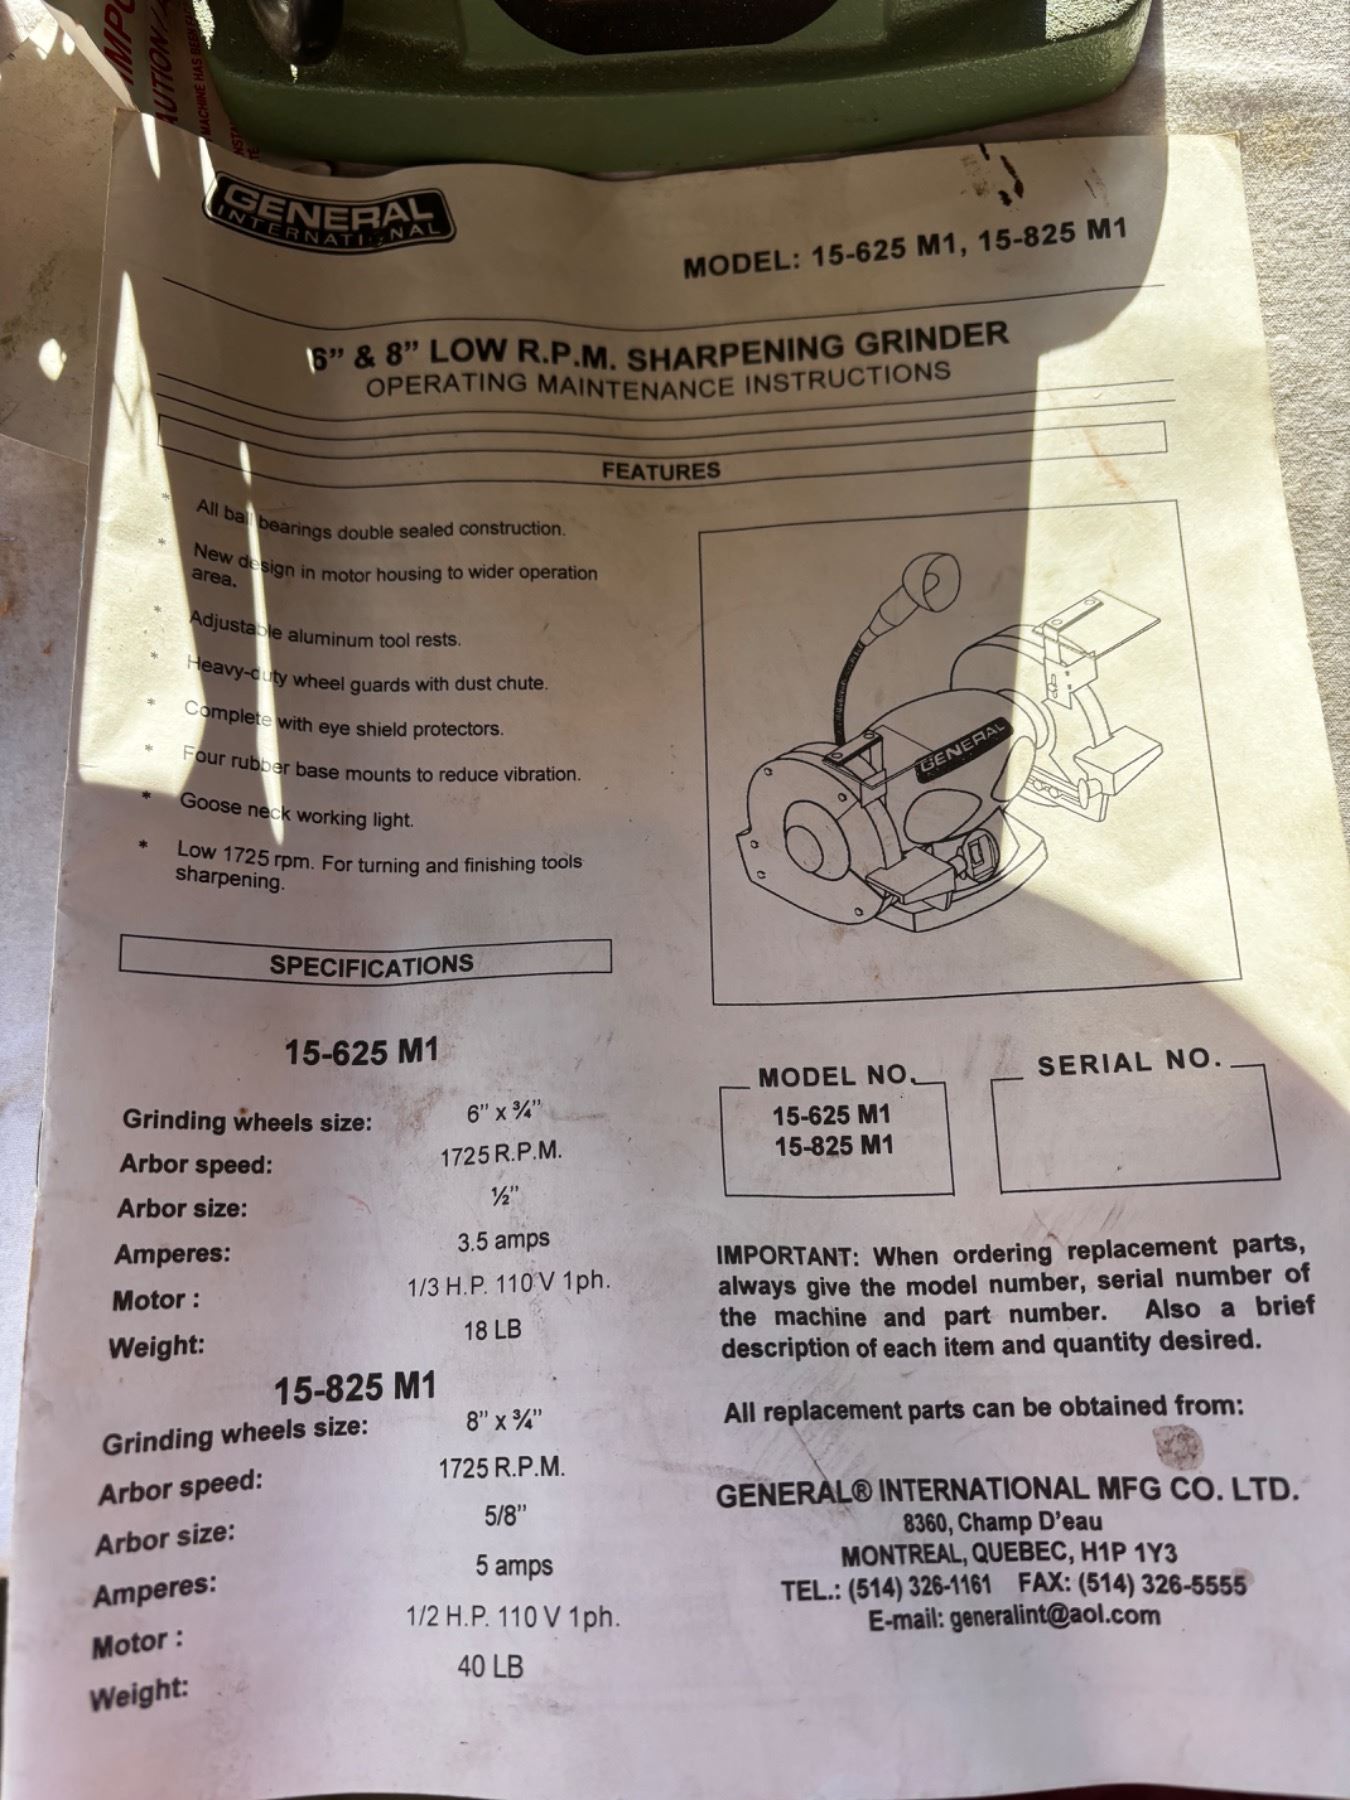 IMPO
AUTION
MACHINE HAS BEEN
GENERAL
INTERNATIONAL
MODEL: 15-625 M1, 15-825 M1
6” & 8” LOW R.P.M. SHARPENING GRINDER
OPERATING MAINTENANCE INSTRUCTIONS
FEATURES
* All ball bearings double sealed construction.
* New design in motor housing to wider operation
area.
* Adjustable aluminum tool rests.
* Heavy-duty wheel guards with dust chute.
* Complete with eye shield protectors.
* Four rubber base mounts to reduce vibration.
* Goose neck working light.
* Low 1725 rpm. For turning and finishing tools
sharpening.
GENERAL
SPECIFICATIONS
15-625 M1
Grinding wheels size: 6” x ¾”
Arbor speed: 1725 R.P.M.
Arbor size: ½”
Amperes: 3.5 amps
Motor : 1/3 H.P. 110 V 1ph.
Weight: 18 LB
15-825 M1
Grinding wheels size: 8” x ¾”
Arbor speed: 1725 R.P.M.
Arbor size: 5/8”
Amperes: 5 amps
Motor : 1/2 H.P. 110 V 1ph.
Weight: 40 LB
MODEL NO.
15-625 M1
15-825 M1
SERIAL NO.
IMPORTANT: When ordering replacement parts,
always give the model number, serial number of
the machine and part number. Also a brief
description of each item and quantity desired.
All replacement parts can be obtained from:
GENERAL® INTERNATIONAL MFG CO. LTD.
8360, Champ D’eau
MONTREAL, QUEBEC, H1P 1Y3
TEL.: (514) 326-1161 FAX: (514) 326-5555
E-mail: generalint@aol.com